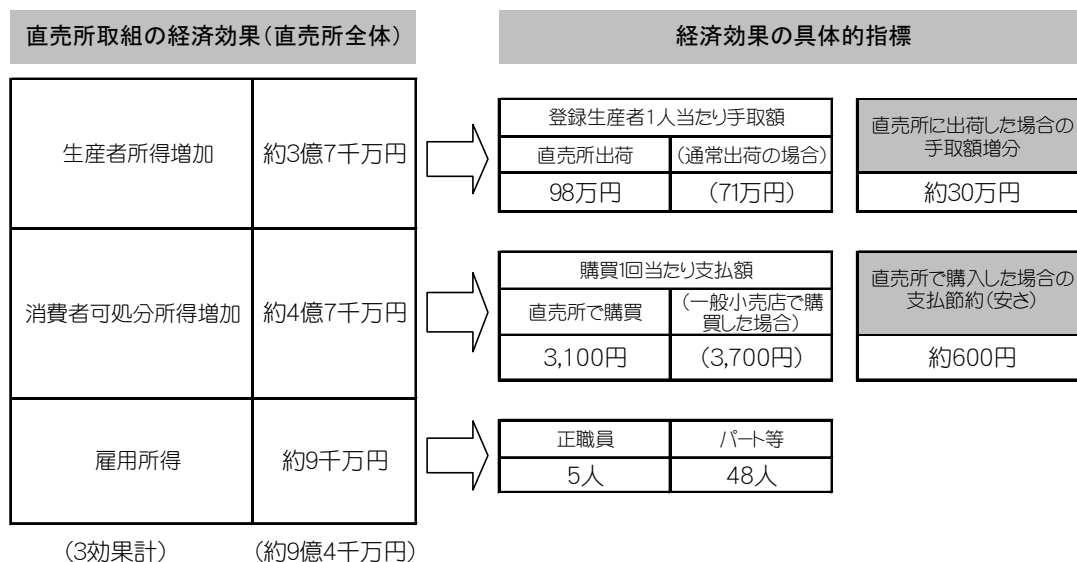 直売所取組の経済効果(直売所全体)
経済効果の具体的指標
生産者所得増加
約3億7千万円
登録生産者1人当たり手取額
直売所出荷
(通常出荷の場合)
98万円
(71万円)
直売所に出荷した場合の
手取額増分
約30万円
消費者可処分所得増加
約4億7千万円
購買1回当たり支払額
直売所で購買
(一般小売店で購
買した場合)
3,100円
(3,700円)
直売所で購入した場合の
支払節約(安さ)
約600円
雇用所得
約9千万円
正職員
パート等
5人
48人
(3効果計)
(約9億4千万円)